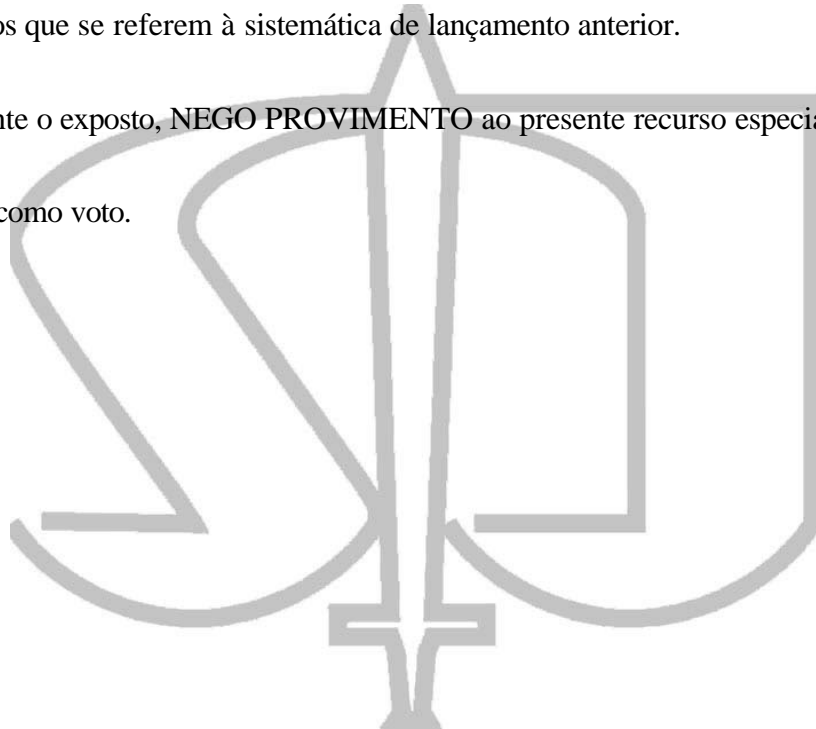 os que se referem à sistemática de lançamento anterior.
nte o exposto, NEGO PROVIMENTO ao presente recurso especia
como voto.